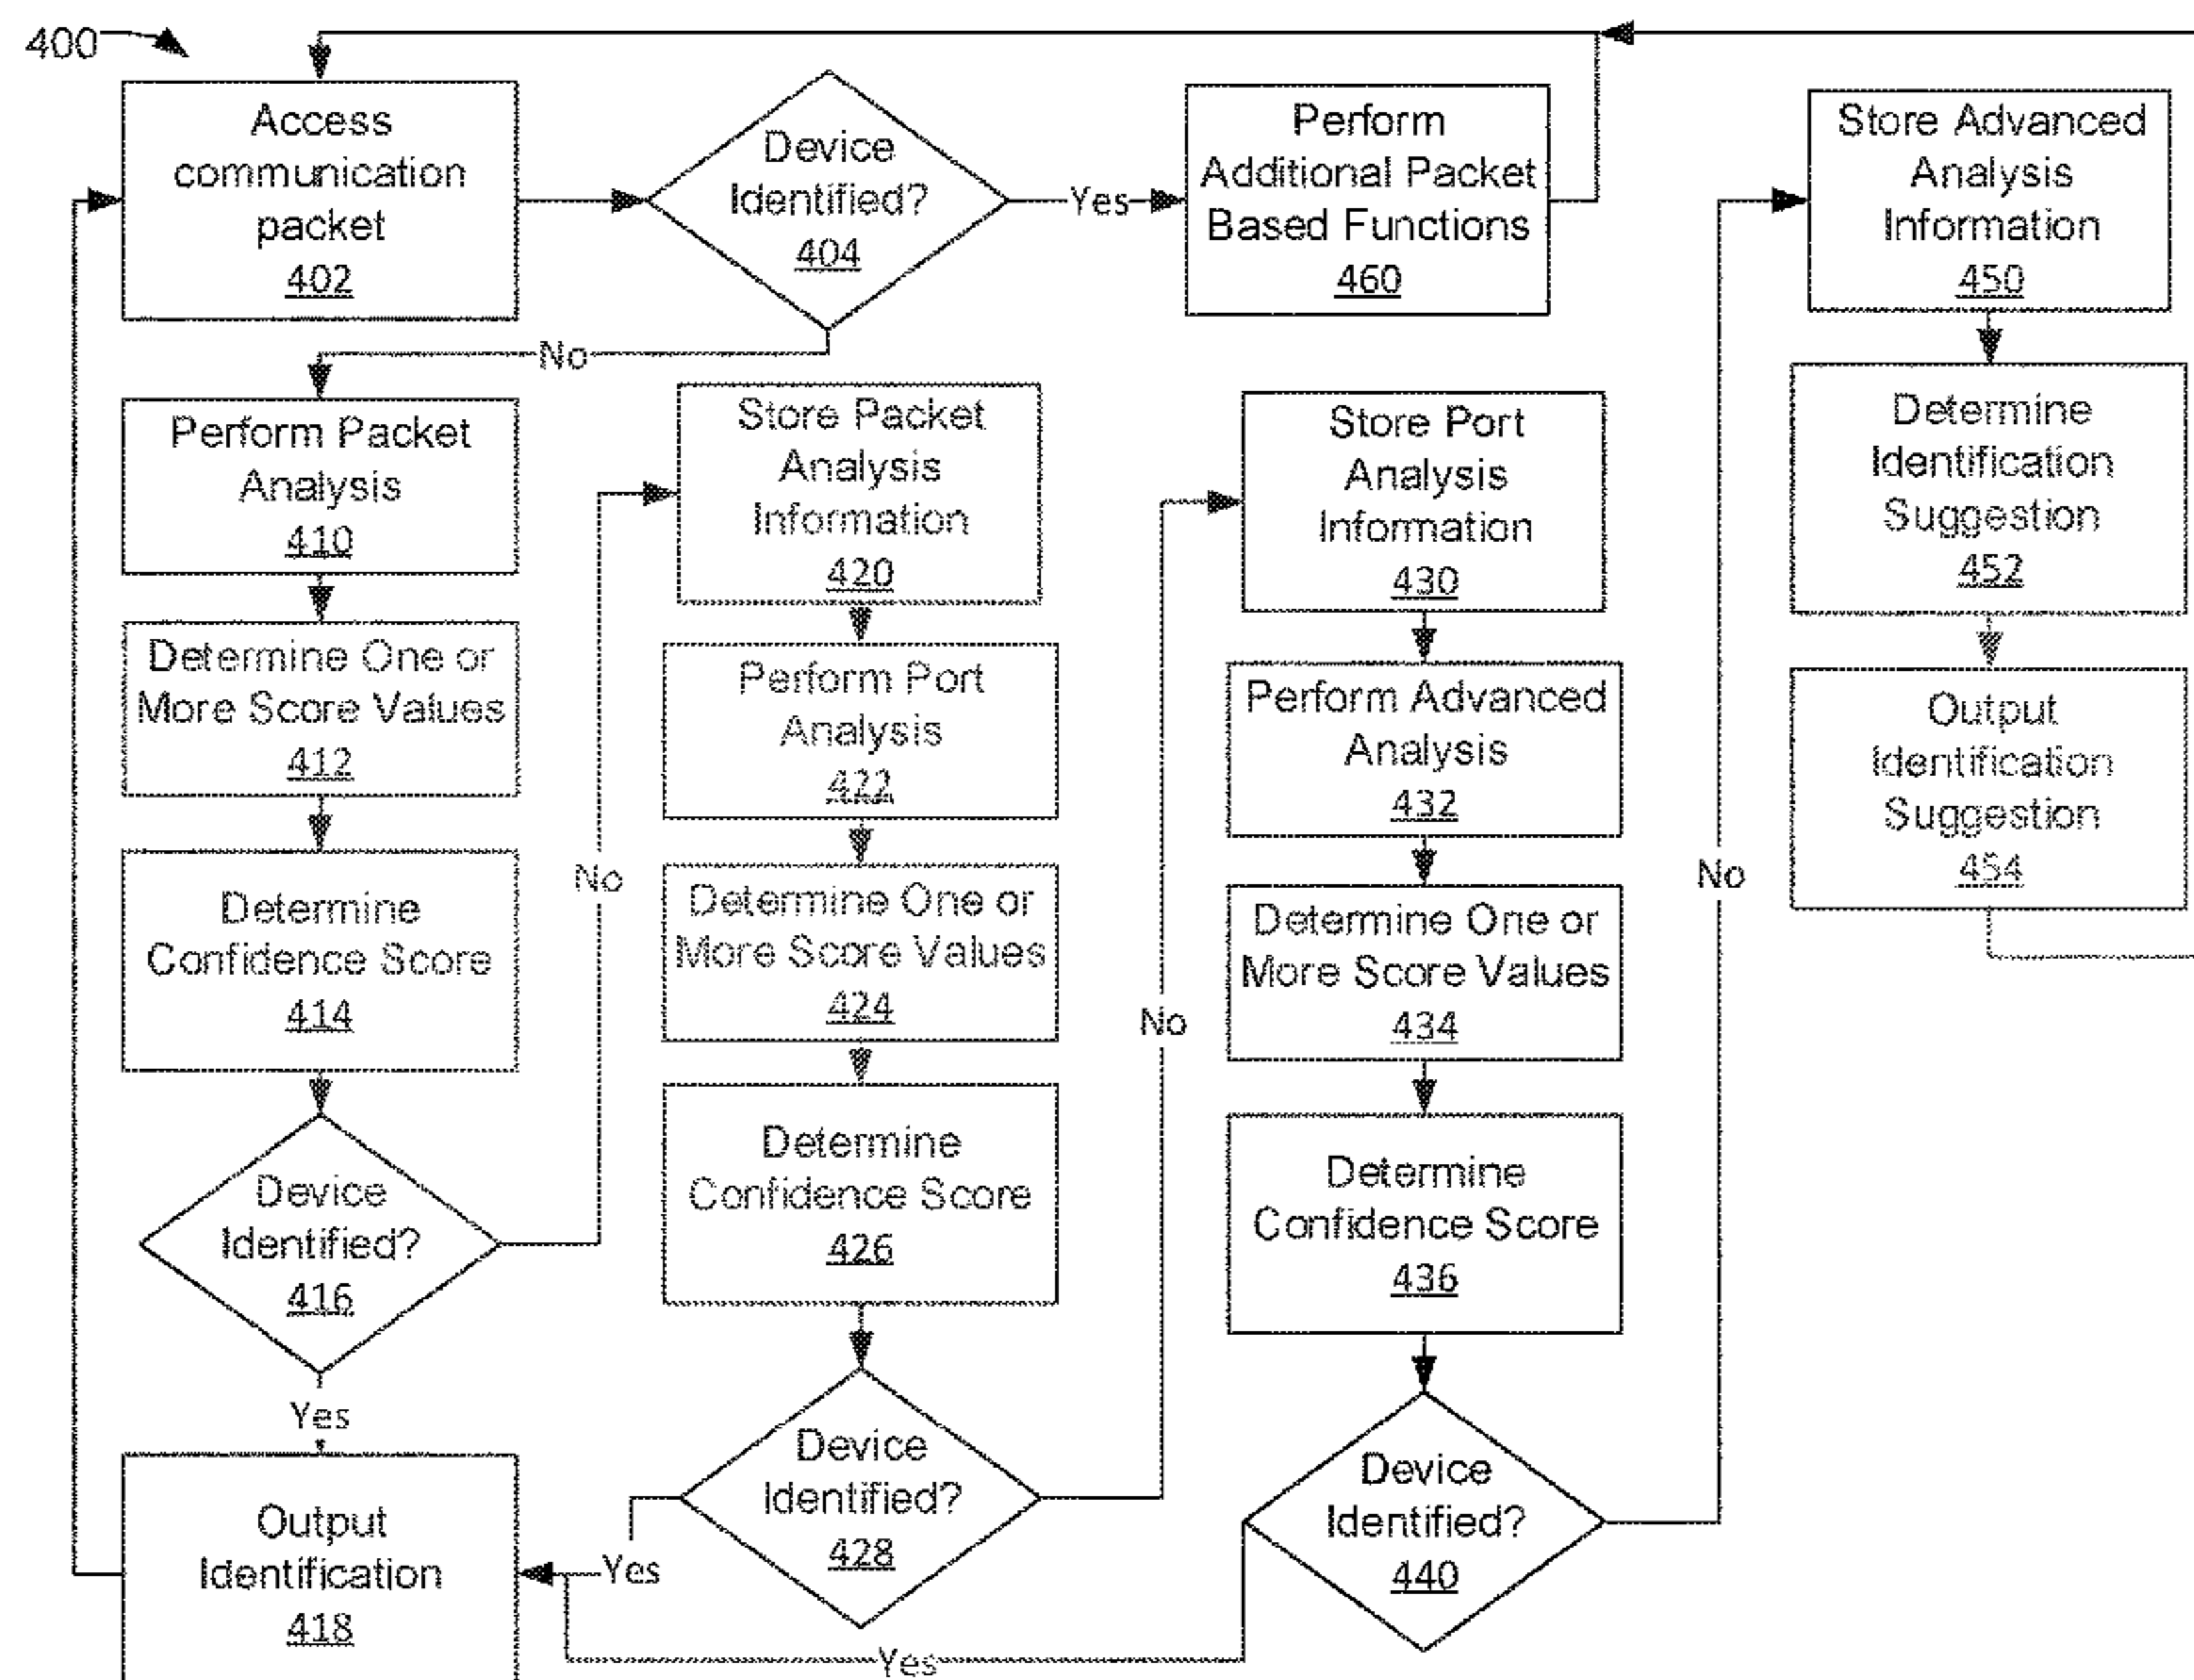 400
Access
communication
packet
402
Device
Identified?
404
Yes
Perform
Additional Packet
Based Functions
460
No
Perform Packet
Analysis
410
Determine One or
More Score Values
412
Determine
Confidence Score
414
Device
Identified?
416
Yes
Output
Identification
418
No
Store Packet
Analysis
Information
420
Perform Port
Analysis
422
Determine One or
More Score Values
424
Determine
Confidence Score
426
Device
Identified?
428
Yes
No
Store Port
Analysis
Information
430
Perform Advanced
Analysis
432
Determine One or
More Score Values
434
Determine
Confidence Score
436
Device
Identified?
440
Yes
No
Store Advanced
Analysis
Information
450
Determine
Identification
Suggestion
452
Output
Identification
Suggestion
454